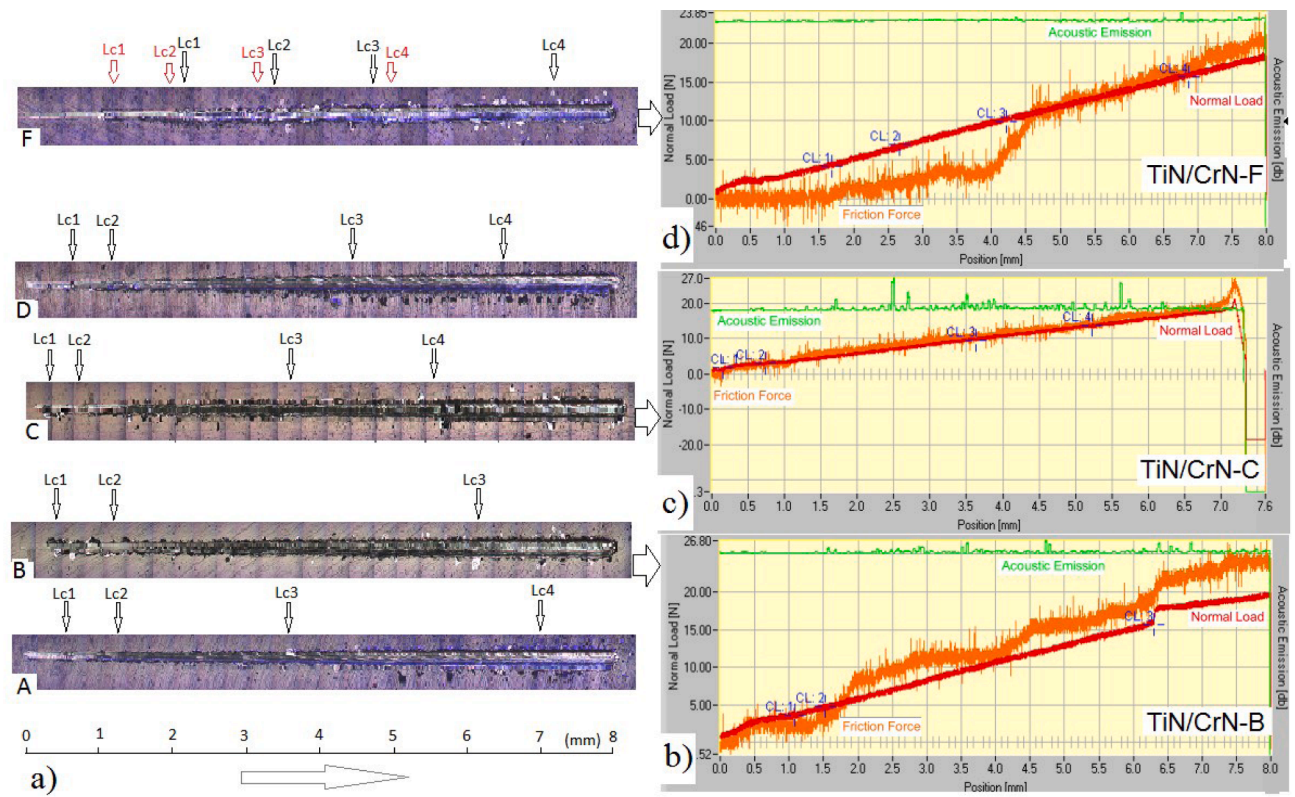 Lc1 Lc2 Lc1 Lc3 Lc2 Lc3 Lc4 Lc4
F
Lc1 Lc2 Lc3 Lc4
D
Lc1 Lc2 Lc3 Lc4
C
Lc1 Lc2 Lc3
B
Lc1 Lc2 Lc3 Lc4
A
0 1 2 3 4 5 (mm) 8
6 7
a)
23.85
20.00
15.00
10.00
5.00
0.00
46
Normal Load [N]
Acoustic Emission
CL: 4
Normal Load
CL: 3
CL: 2
CL: 1
TiN/CrN-F
Friction Force
Acoustic Emission [db]
d)
0.0 0.5 1.0 1.5 2.0 2.5 3.0 3.5 4.0 4.5 5.0 5.5 6.0 6.5 7.0 7.5 8.0
Position [mm]
27.0
20.0
10.0
0.0
-10.0
-20.0
.3
Normal Load [N]
Acoustic Emission
CL: 4
CL: 3
Normal Load
CL: 1 CL: 2
Friction Force
Acoustic Emission [db]
TiN/CrN-C
c)
0.0 0.5 1.0 1.5 2.0 2.5 3.0 3.5 4.0 4.5 5.0 5.5 6.0 6.5 7.0 7.6
Position [mm]
26.80
20.00
15.00
10.00
5.00
.52
Normal Load [N]
Acoustic Emission
CL: 3
Normal Load
CL: 1 CL: 2
Friction Force
Acoustic Emission [db]
TiN/CrN-B
b)
0.0 0.5 1.0 1.5 2.0 2.5 3.0 3.5 4.0 4.5 5.0 5.5 6.0 6.5 7.0 7.5 8.0
Position [mm]